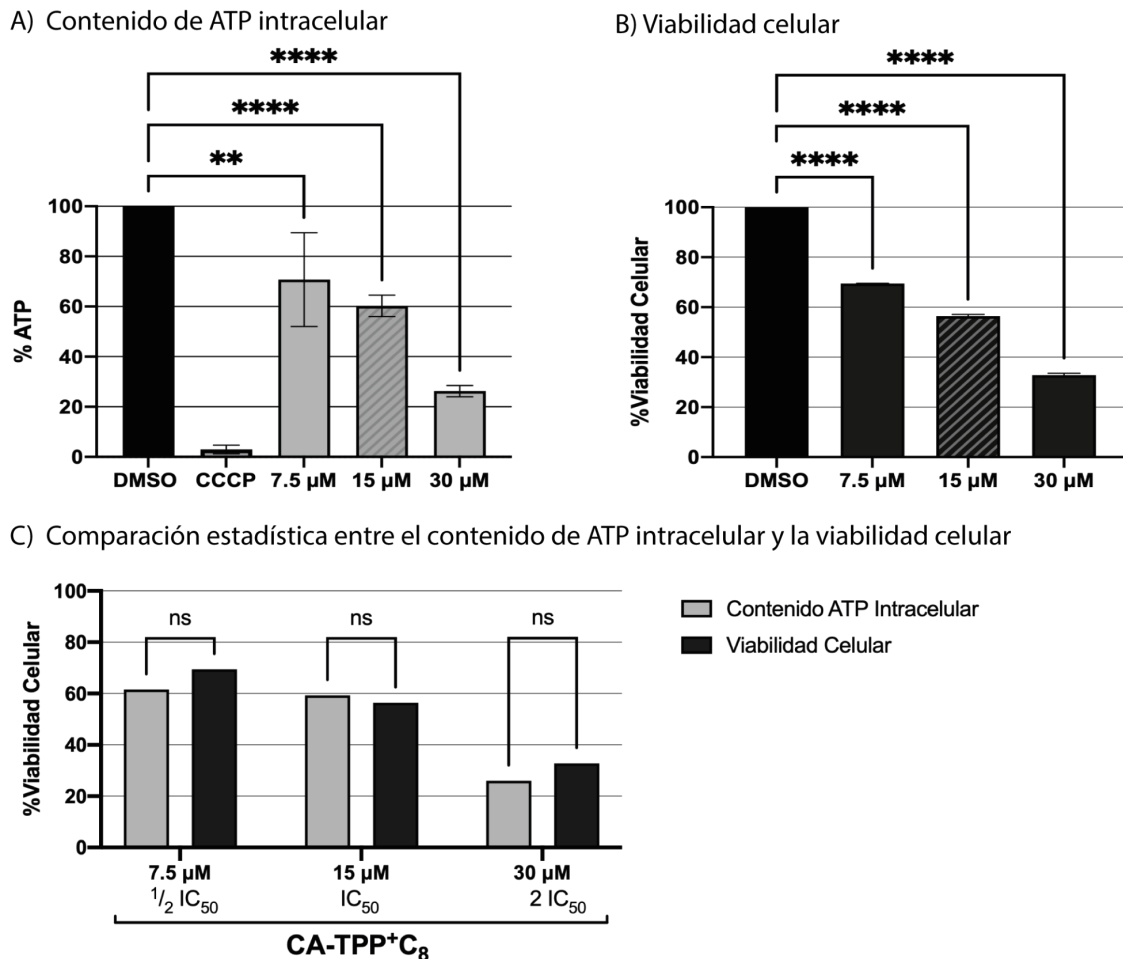 A) Contenido de ATP intracelular
****
****
**
% ATP
100
80
60
40
20
0
DMSO CCCP 7.5 µM 15 µM 30 µM
B) Viabilidad celular
****
****
****
%Viabilidad Celular
100
80
60
40
20
0
DMSO 7.5 µM 15 µM 30 µM
C) Comparación estadística entre el contenido de ATP intracelular y la viabilidad celular
%Viabilidad Celular
100
80
60
40
20
0
ns ns ns
7.5 µM 15 µM 30 µM
1/2 IC50 IC50 2 IC50
CA-TPP+C8
Contenido ATP Intracelular
Viabilidad Celular